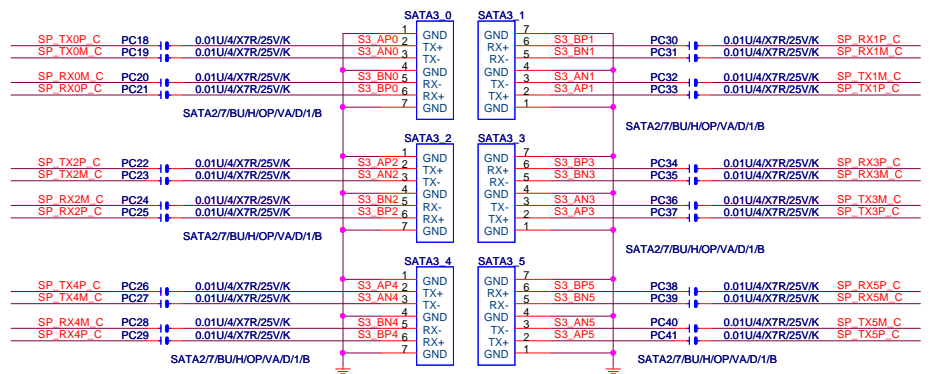 SATA3_0 SATA3_1
1 GND GND 7
SP_TX0P_C PC18 0.01U/4/X7R/25V/K S3_AP0 2 TX+ RX+ 6 S3_BP1 PC30 0.01U/4/X7R/25V/K SP_RX1P_C
SP_TX0M_C PC19 0.01U/4/X7R/25V/K S3_AN0 3 TX- RX- 5 S3_BN1 PC31 0.01U/4/X7R/25V/K SP_RX1M_C
4 GND GND 4
SP_RX0M_C PC20 0.01U/4/X7R/25V/K S3_BN0 5 RX- TX- 3 S3_AN1 PC32 0.01U/4/X7R/25V/K SP_TX1M_C
SP_RX0P_C PC21 0.01U/4/X7R/25V/K S3_BP0 6 RX+ TX+ 2 S3_AP1 PC33 0.01U/4/X7R/25V/K SP_TX1P_C
7 GND GND 1
SATA2/7/BU/H/OP/VA/D/1/B SATA2/7/BU/H/OP/VA/D/1/B
SATA3_2 SATA3_3
1 GND GND 7
SP_TX2P_C PC22 0.01U/4/X7R/25V/K S3_AP2 2 TX+ RX+ 6 S3_BP3 PC34 0.01U/4/X7R/25V/K SP_RX3P_C
SP_TX2M_C PC23 0.01U/4/X7R/25V/K S3_AN2 3 TX- RX- 5 S3_BN3 PC35 0.01U/4/X7R/25V/K SP_RX3M_C
4 GND GND 4
SP_RX2M_C PC24 0.01U/4/X7R/25V/K S3_BN2 5 RX- TX- 3 S3_AN3 PC36 0.01U/4/X7R/25V/K SP_TX3M_C
SP_RX2P_C PC25 0.01U/4/X7R/25V/K S3_BP2 6 RX+ TX+ 2 S3_AP3 PC37 0.01U/4/X7R/25V/K SP_TX3P_C
7 GND GND 1
SATA2/7/BU/H/OP/VA/D/1/B SATA2/7/BU/H/OP/VA/D/1/B
SATA3_4 SATA3_5
1 GND GND 7
SP_TX4P_C PC26 0.01U/4/X7R/25V/K S3_AP4 2 TX+ RX+ 6 S3_BP5 PC38 0.01U/4/X7R/25V/K SP_RX5P_C
SP_TX4M_C PC27 0.01U/4/X7R/25V/K S3_AN4 3 TX- RX- 5 S3_BN5 PC39 0.01U/4/X7R/25V/K SP_RX5M_C
4 GND GND 4
SP_RX4M_C PC28 0.01U/4/X7R/25V/K S3_BN4 5 RX- TX- 3 S3_AN5 PC40 0.01U/4/X7R/25V/K SP_TX5M_C
SP_RX4P_C PC29 0.01U/4/X7R/25V/K S3_BP4 6 RX+ TX+ 2 S3_AP5 PC41 0.01U/4/X7R/25V/K SP_TX5P_C
7 GND GND 1
SATA2/7/BU/H/OP/VA/D/1/B SATA2/7/BU/H/OP/VA/D/1/B